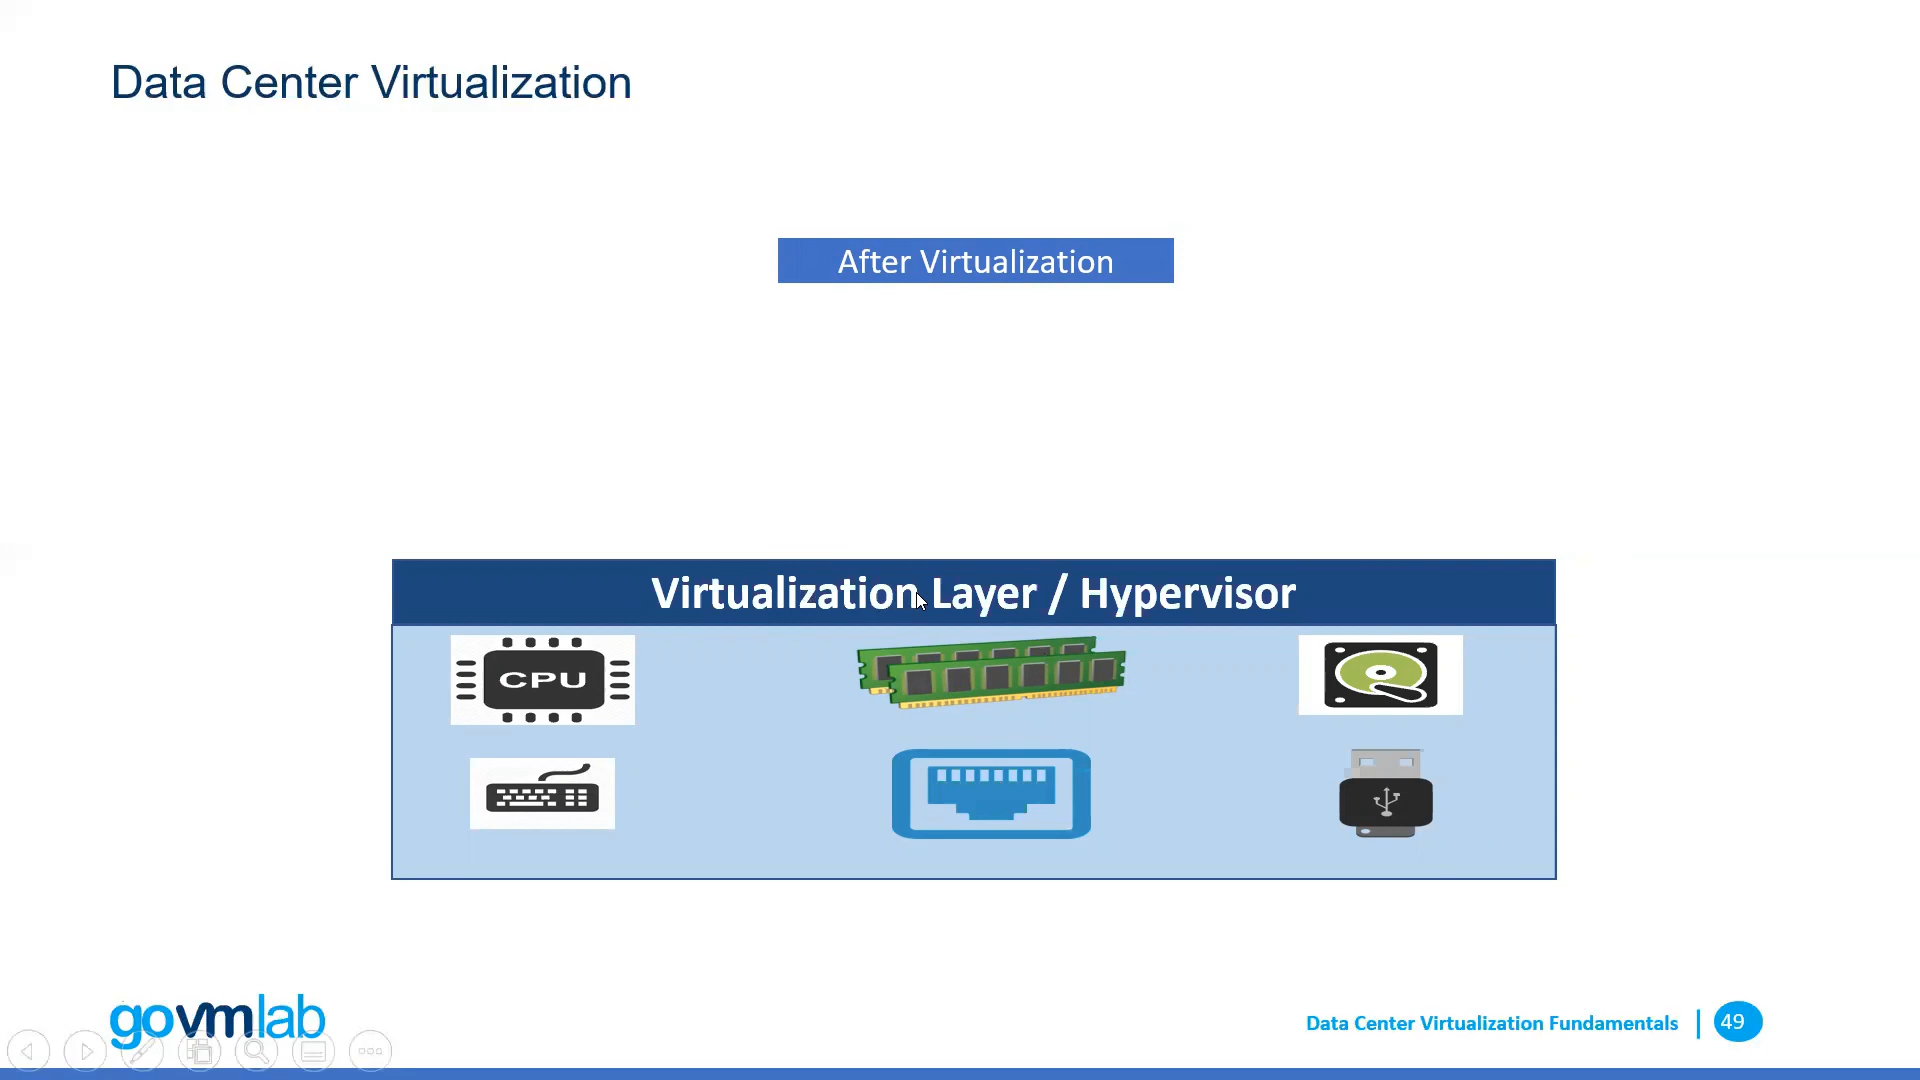 Data Center Virtualization
After Virtualization
Virtualization Layer / Hypervisor
CPU
govmlab
Data Center Virtualization Fundamentals
49